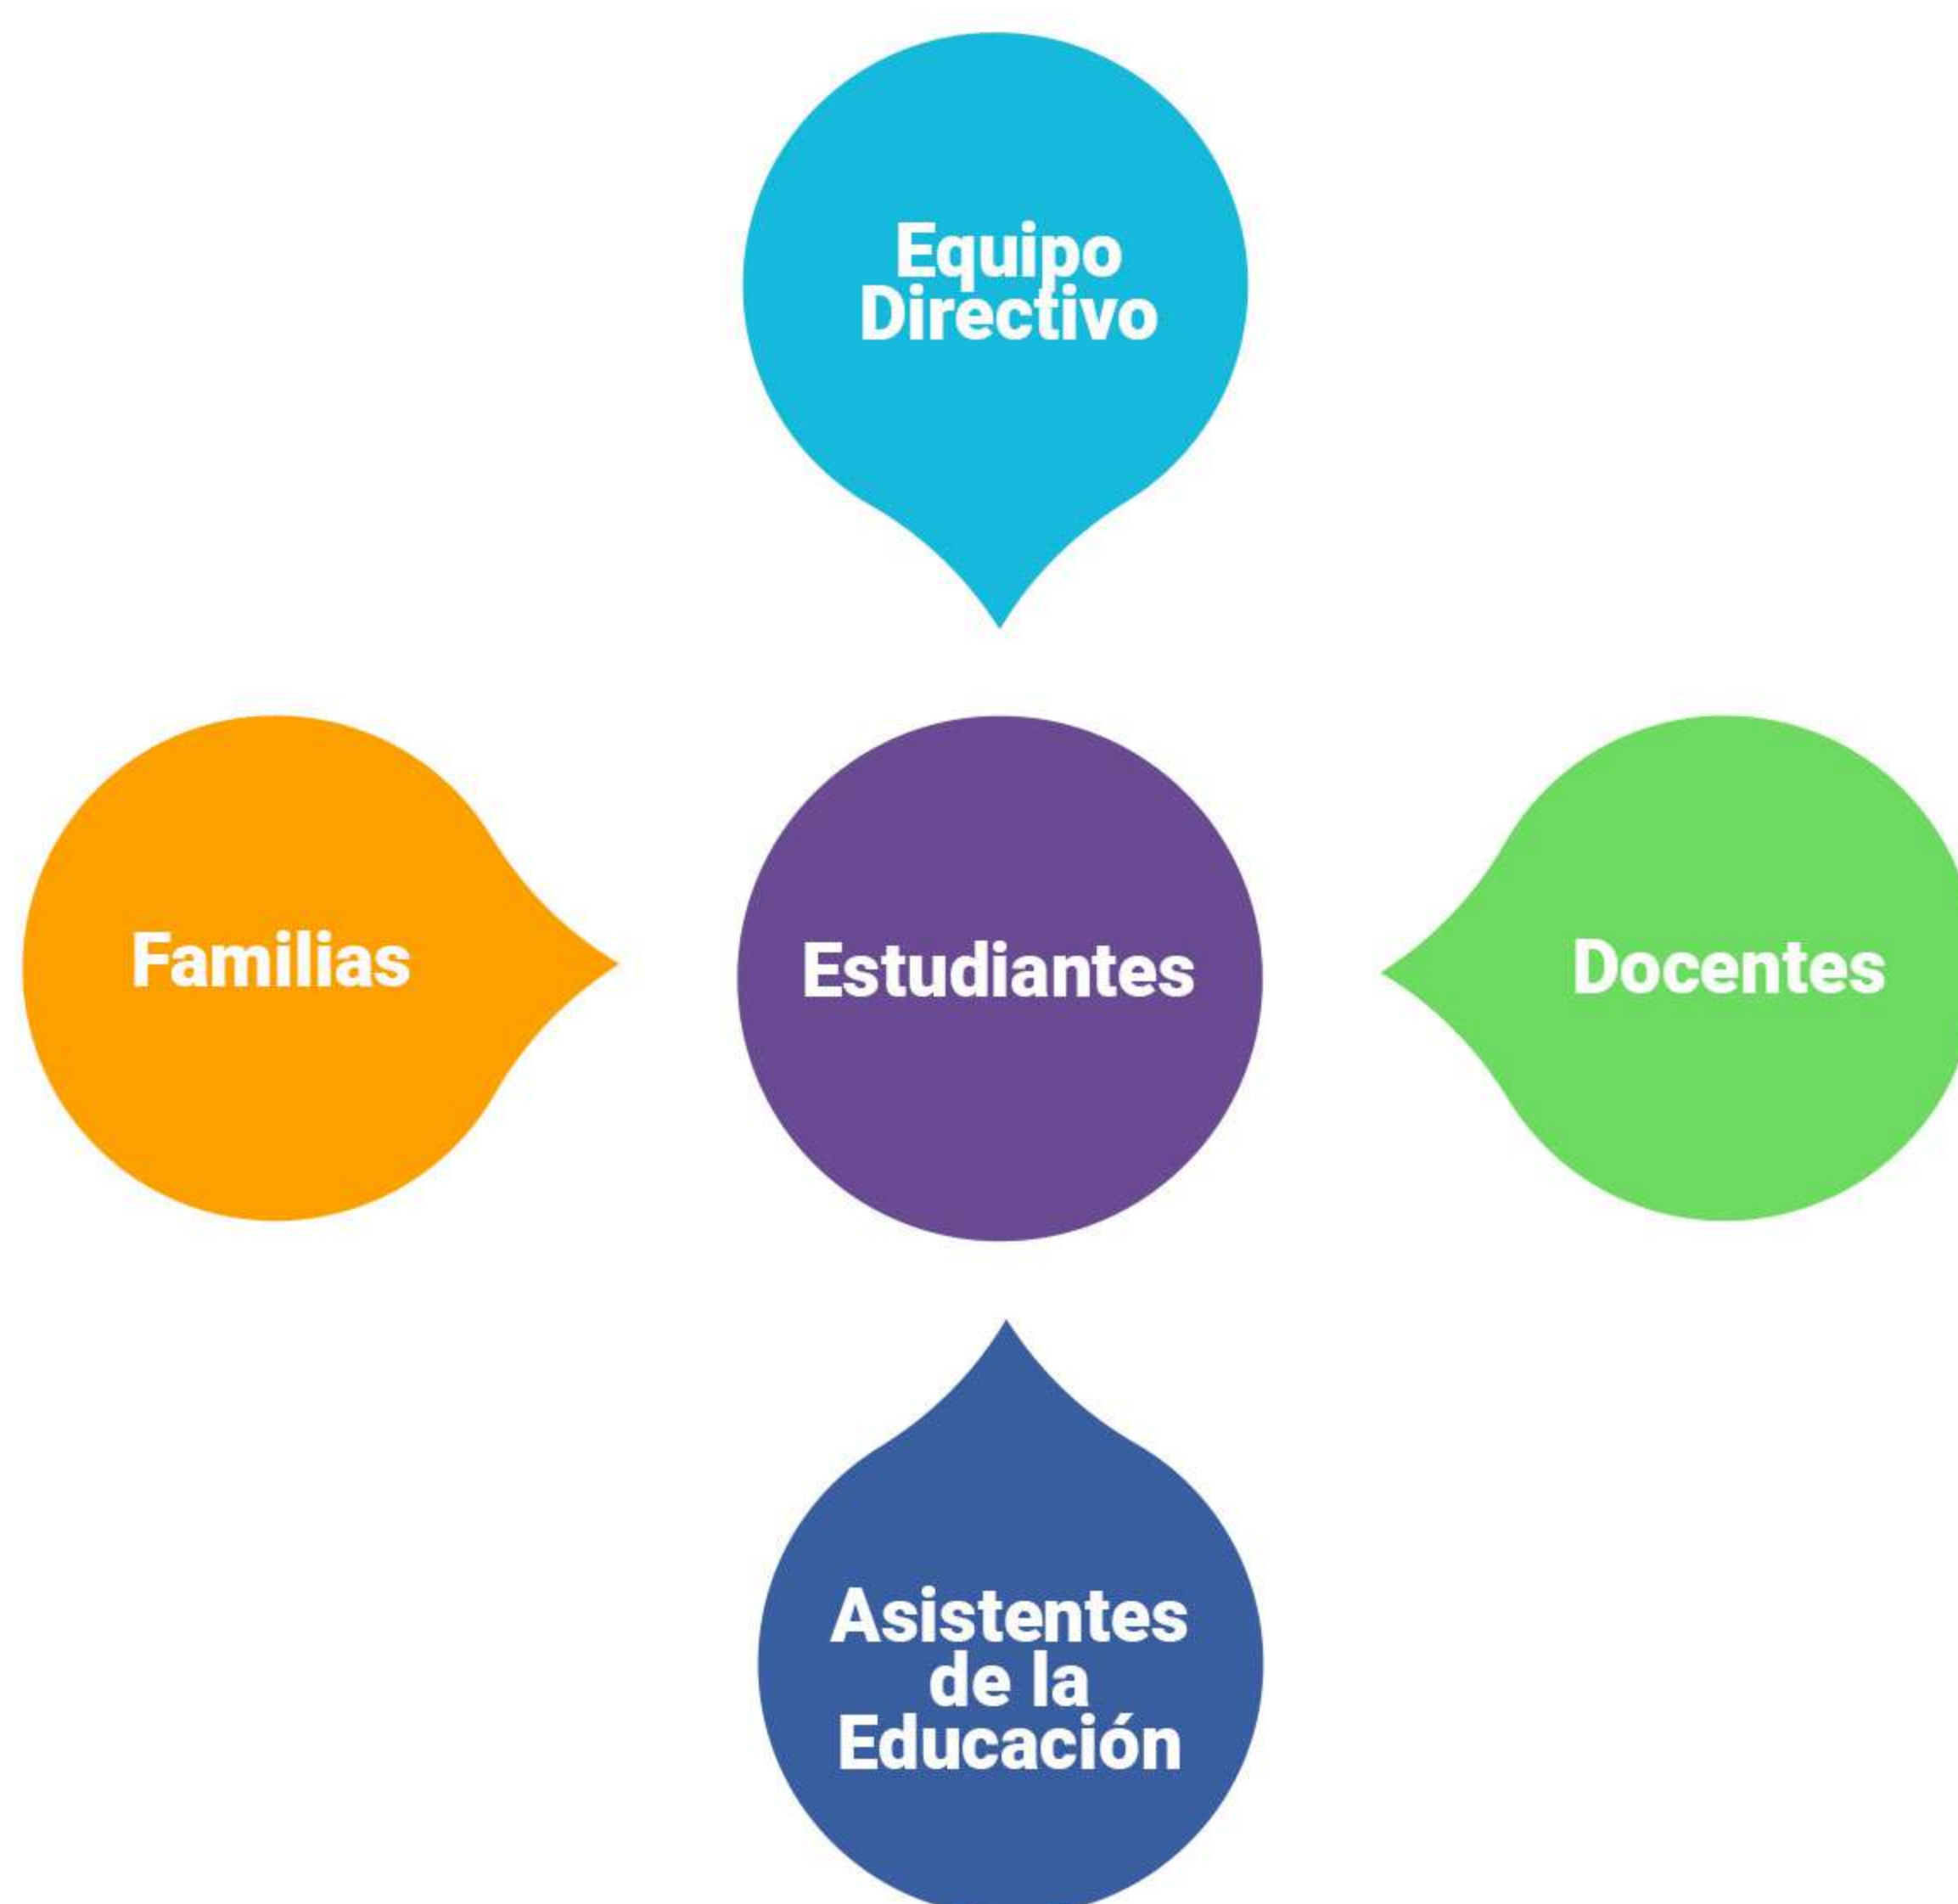 Equipo
Directivo
Familias
Estudiantes
Docentes
Asistentes
de la
Educación